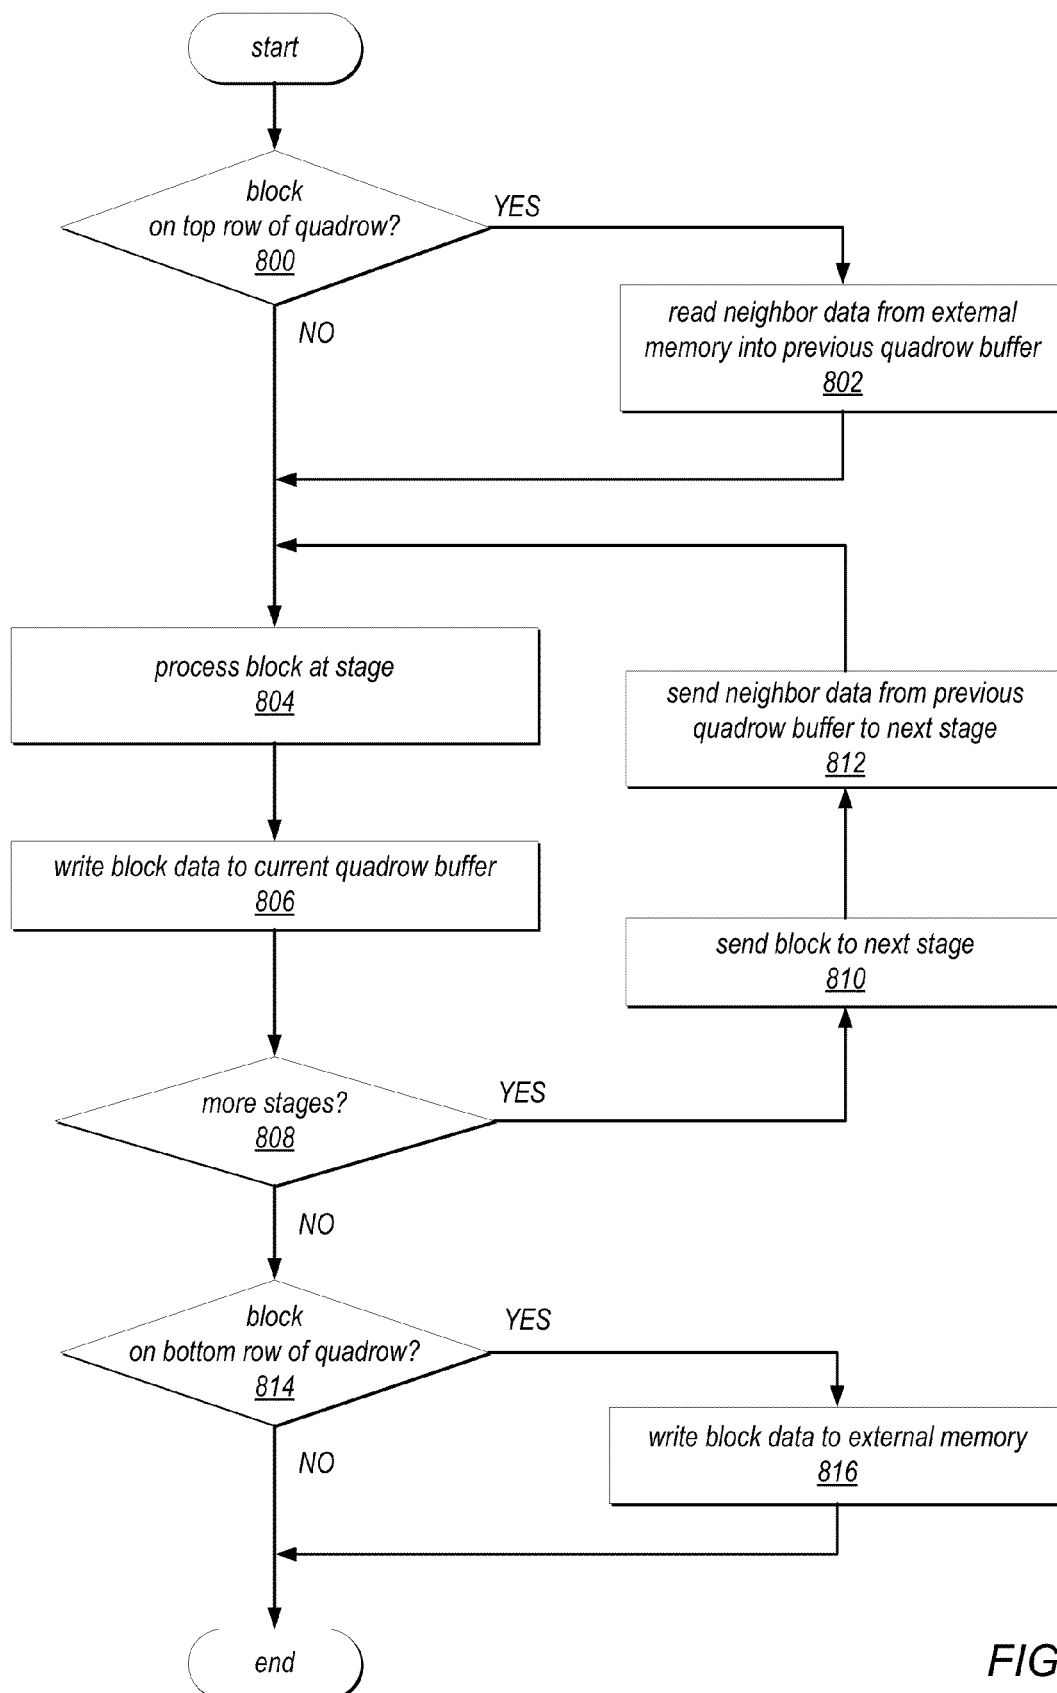 start
block
on top row of quadrow?
800
YES
NO
read neighbor data from external
memory into previous quadrow buffer
802
process block at stage
804
send neighbor data from previous
quadrow buffer to next stage
812
write block data to current quadrow buffer
806
send block to next stage
810
more stages?
808
YES
NO
block
on bottom row of quadrow?
814
YES
NO
write block data to external memory
816
end
FIG